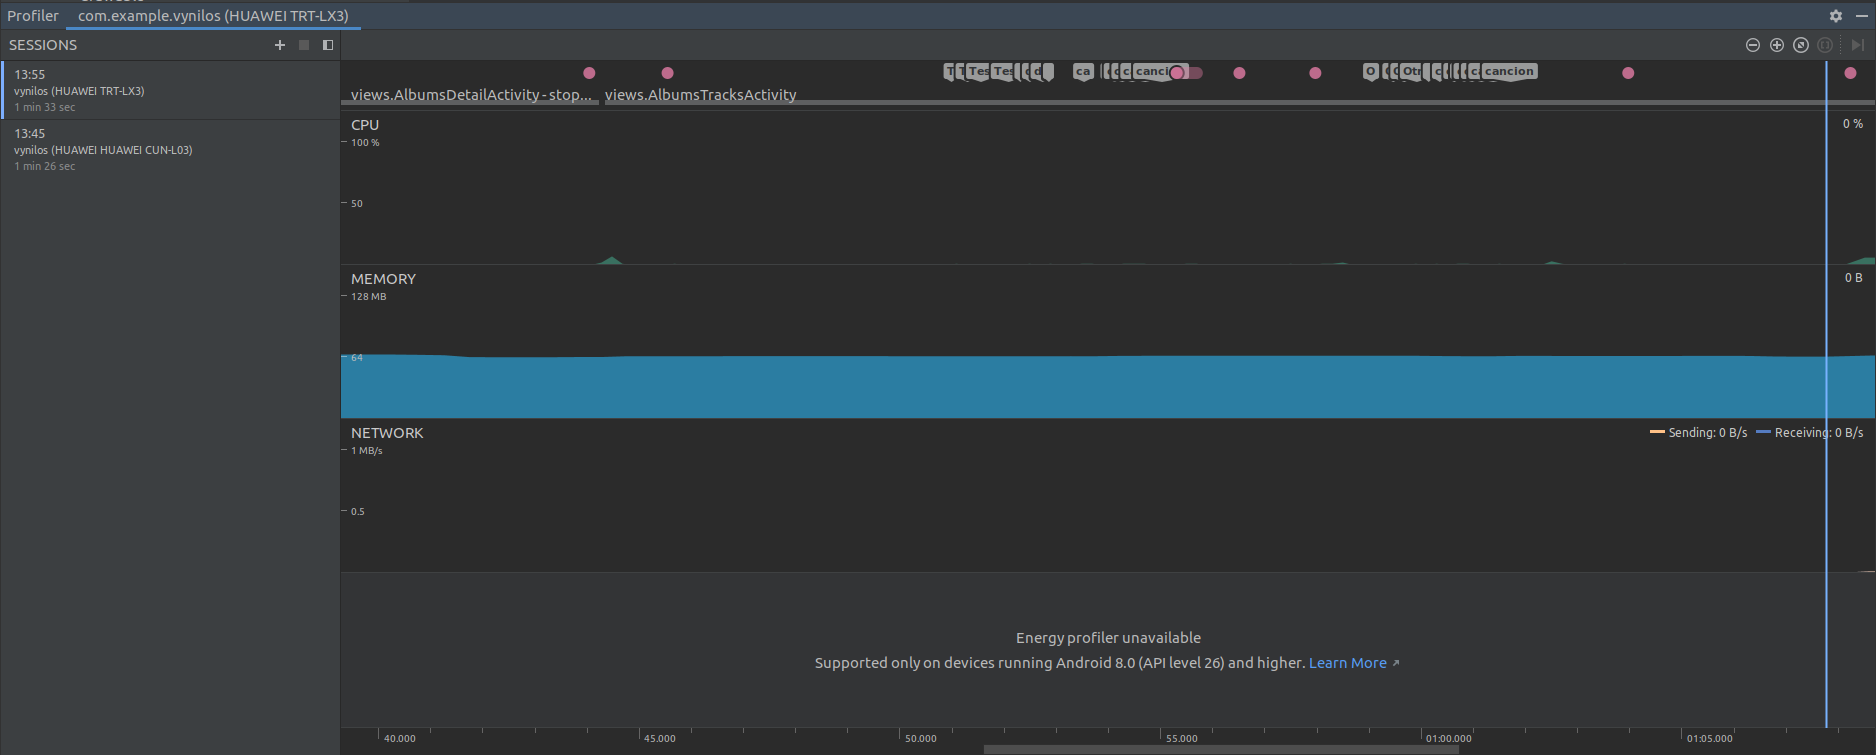 Profiler com.example.vynilos (HUAWEI TRT-LX3)
SESSIONS
13:55
vynilos (HUAWEI TRT-LX3)
1 min 33 sec
13:45
vynilos (HUAWEI HUAWEI CUN-L03)
1 min 26 sec
T T Tes Tes d ca c canci O Otr c ca cancion
views.AlbumsDetailActivity - stop... views.AlbumsTracksActivity
CPU 0 %
100 %
50
MEMORY 0 B
128 MB
64
NETWORK Sending: 0 B/s Receiving: 0 B/s
1 MB/s
0.5
Energy profiler unavailable
Supported only on devices running Android 8.0 (API level 26) and higher. Learn More
40.000 45.000 50.000 55.000 01:00.000 01:05.000